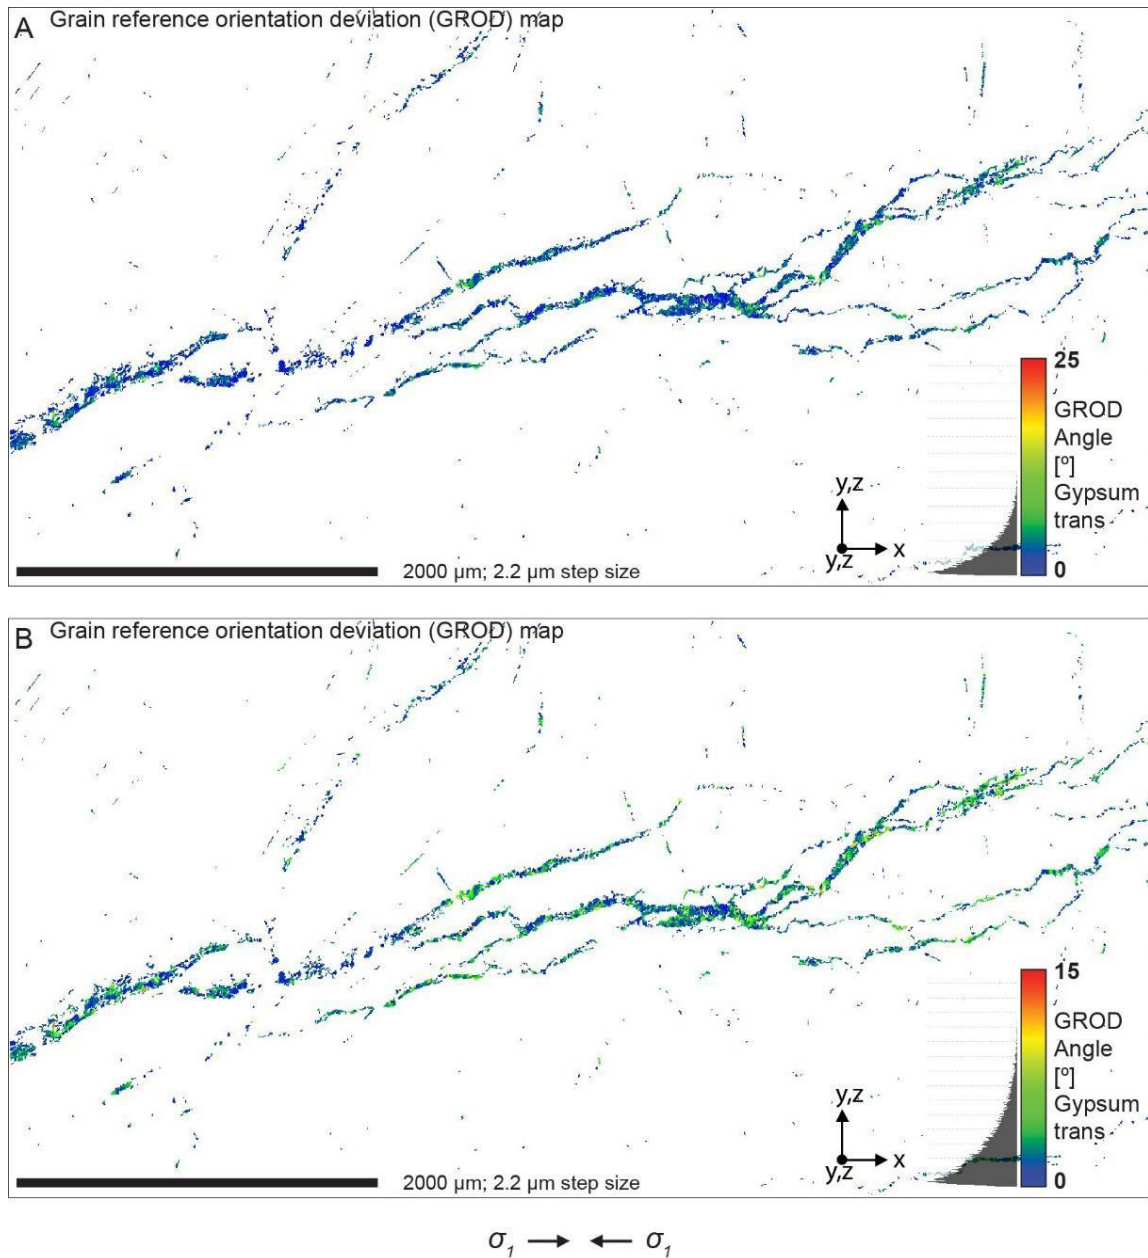 A Grain reference orientation deviation (GROD) map
25
GROD
Angle
[º]
Gypsum
trans
0
y,z
y,z x
2000 µm; 2.2 µm step size
B Grain reference orientation deviation (GROD) map
15
GROD
Angle
[º]
Gypsum
trans
0
y,z
y,z x
2000 µm; 2.2 µm step size
σ1 → ← σ1